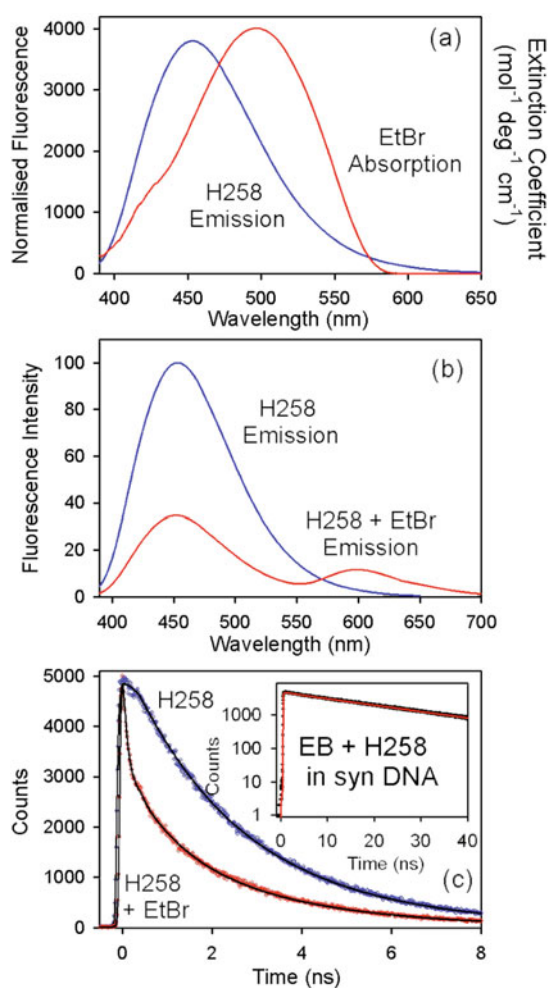 (a)
Normalised Fluorescence
4000
3000
2000
1000
0
EtBr
Absorption
H258
Emission
Extinction Coefficient
(mol⁻¹ deg⁻¹ cm⁻¹)
400 450 500 550 600 650
Wavelength (nm)
(b)
Fluorescence Intensity
100
80
60
40
20
0
H258
Emission
H258 + EtBr
Emission
400 450 500 550 600 650 700
Wavelength (nm)
(c)
Counts
5000
4000
3000
2000
1000
0
H258
H258
+ EtBr
Counts
1000
100
10
1
EB + H258
in syn DNA
0 10 20 30 40
Time (ns)
0 2 4 6 8
Time (ns)